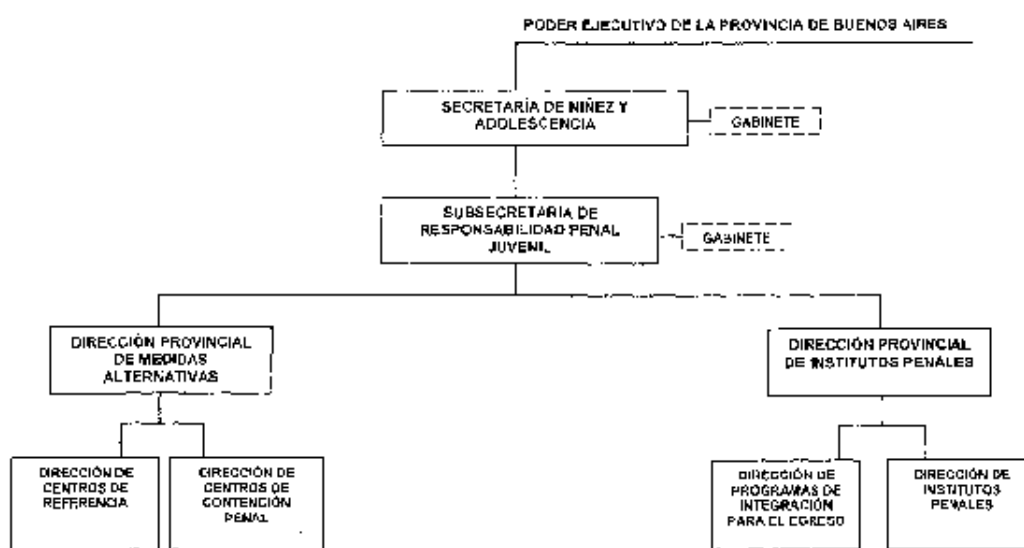 PODER EJECUTIVO DE LA PROVINCIA DE BUENOS AIRES
SECRETARÍA DE NIÑEZ Y
ADOLESCENCIA
GABINETE
SUBSECRETARIA DE
RESPONSABILIDAD PENAL
JUVENIL
GABINETE
DIRECCIÓN PROVINCIAL
DE MEDIDAS
ALTERNATIVAS
DIRECCIÓN PROVINCIAL
DE INSTITUTOS PENALES
DIRECCIÓN DE
CENTROS DE
REFERENCIA
DIRECCIÓN DE
CENTROS DE
CONTENCIÓN
PENAL
DIRECCIÓN DE
PROGRAMAS DE
INTEGRACIÓN
PARA EL EGRESO
DIRECCIÓN DE
INSTITUTOS
PENALES